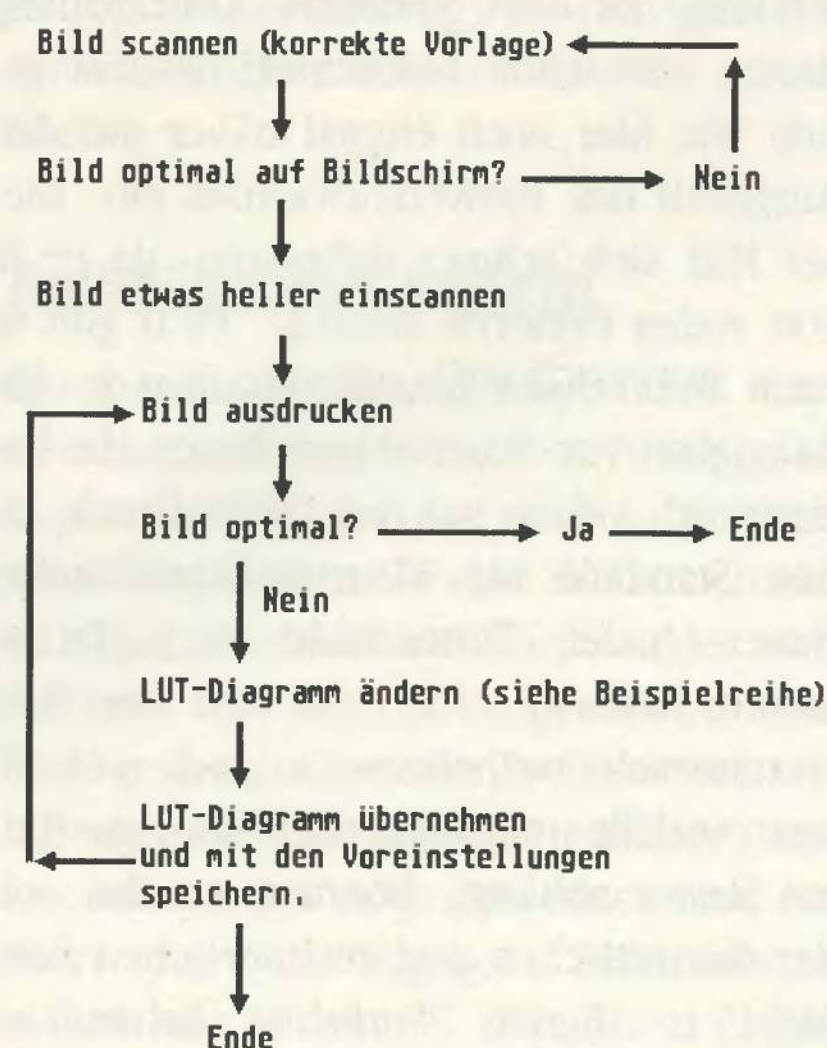 Bild scannen (korrekte Vorlage)
Bild optimal auf Bildschirm? Nein
Bild etwas heller einscannen
Bild ausdrucken
Bild optimal? Ja Ende
Nein
LUT-Diagramm ändern (siehe Beispielreihe)
LUT-Diagramm übernehmen
und mit den Voreinstellungen
speichern.
Ende